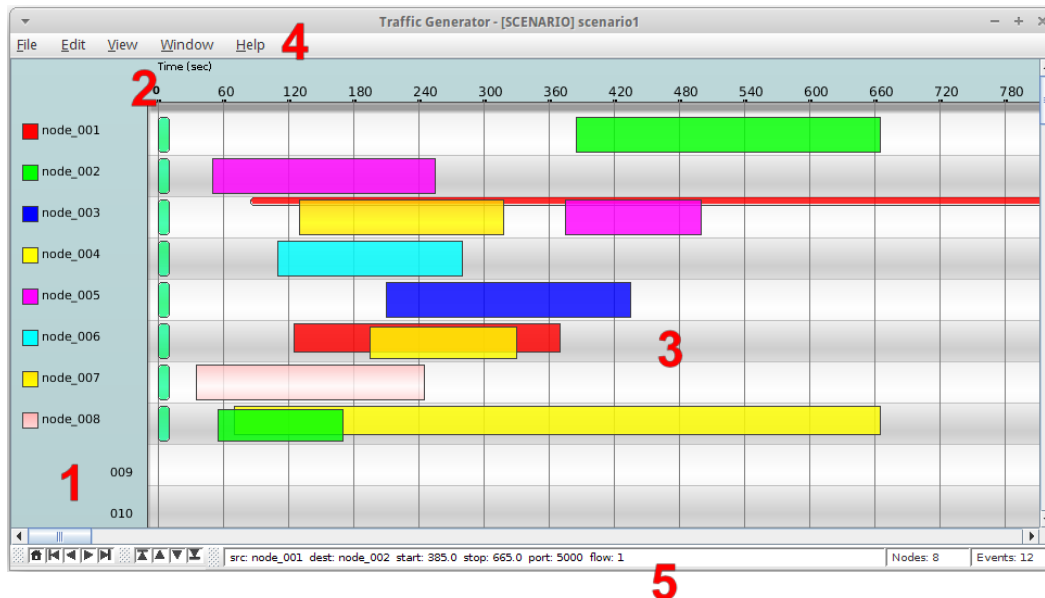 Traffic Generator - [SCENARIO] scenario1
File Edit View Window Help 4
Time (sec)
2
0 60 120 180 240 300 360 420 480 540 600 660 720 780
node_001
node_002
node_003
node_004
node_005
node_006
3
node_007
node_008
1
009
010
src: node_001 dest: node_002 start: 385.0 stop: 665.0 port: 5000 flow: 1 Nodes: 8 Events: 12
5